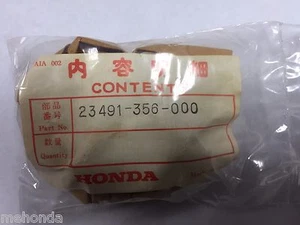 AIA 002
内容明細
CONTENT
部品番号
Part No.
23491-356-000
数量
Quantity
HONDA
mehonda